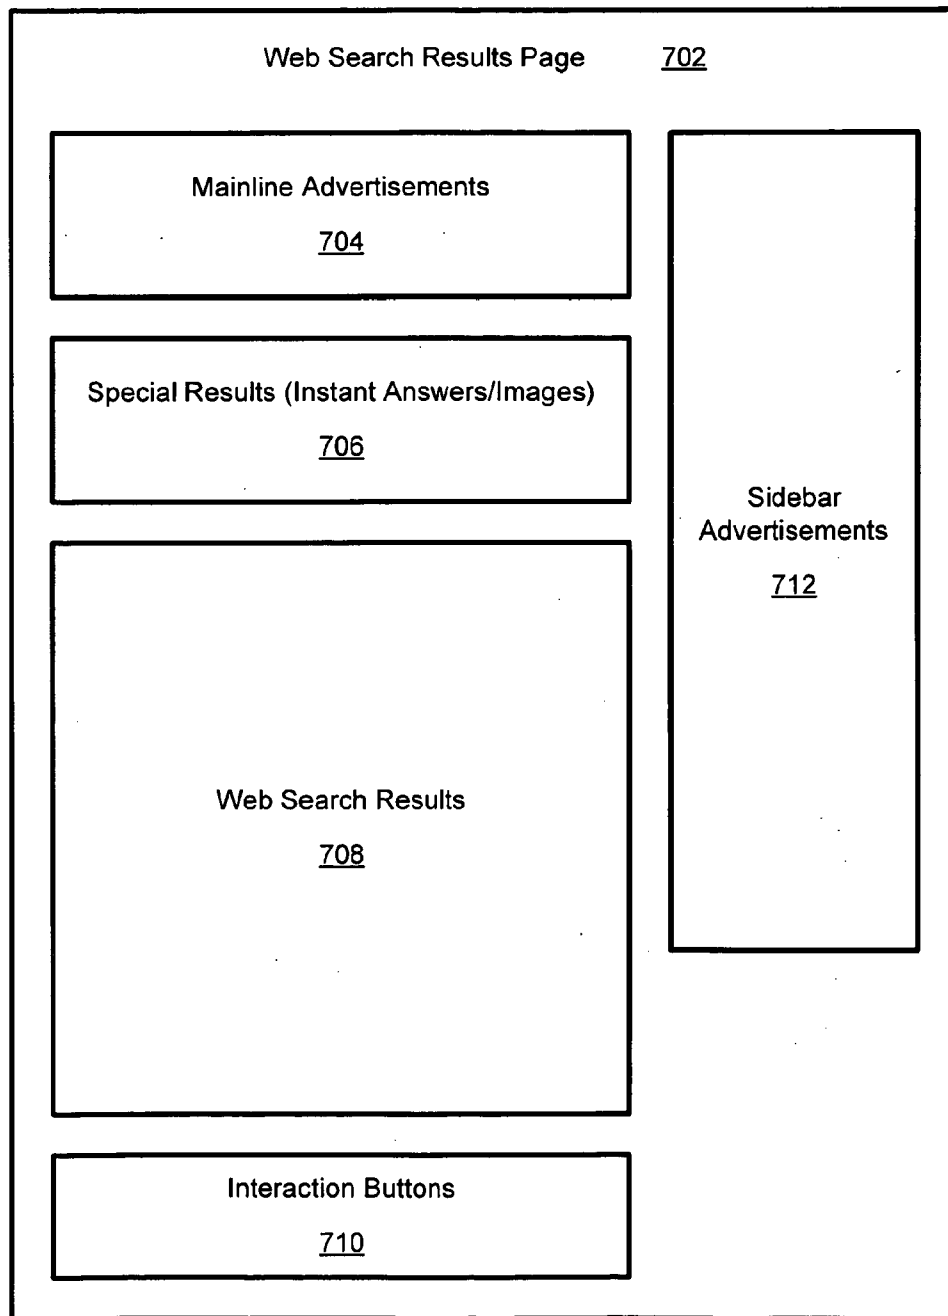 Web Search Results Page 702
Mainline Advertisements
704
Special Results (Instant Answers/Images)
706
Web Search Results
708
Interaction Buttons
710
Sidebar
Advertisements
712